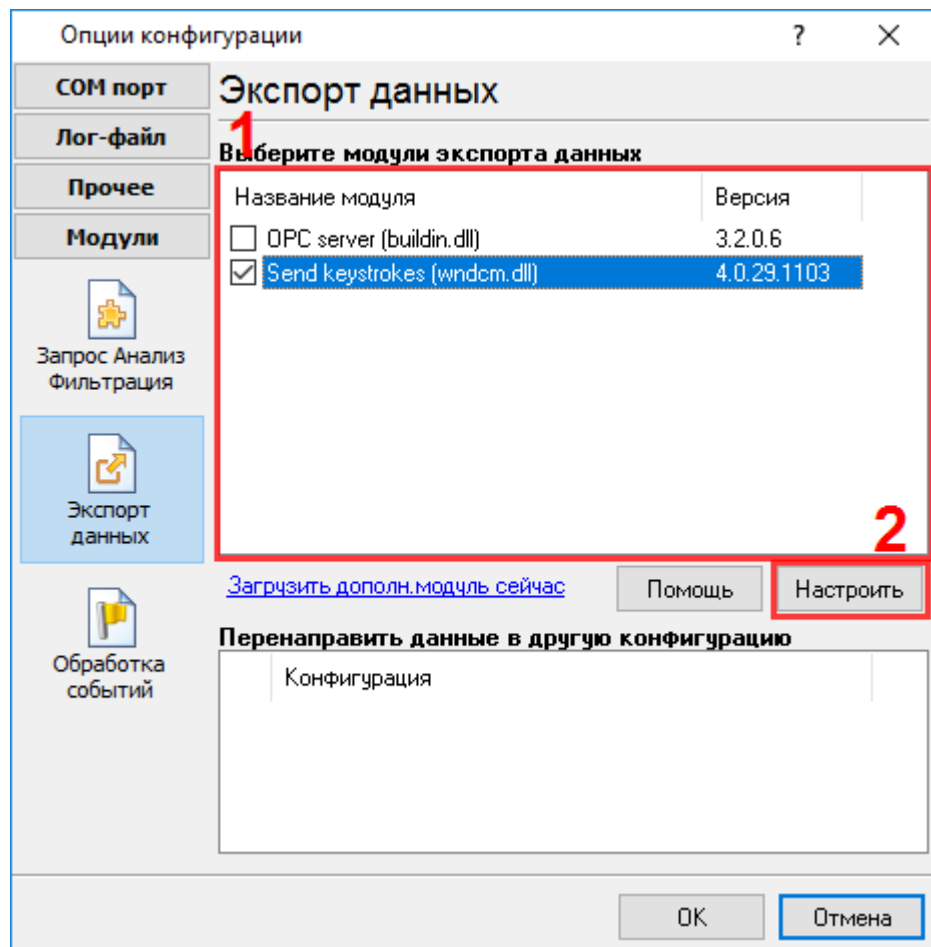 Опции конфигурации
?
COM порт
Лог-файл
Прочее
Модули
Запрос Анализ
Фильтрация
Экспорт
данных
Обработка
событий
Экспорт данных
1
Выберите модули экспорта данных
Название модуля Версия
OPC server (buildin.dll) 3.2.0.6
Send keystrokes (wndcm.dll) 4.0.29.1103
2
Загрузить дополн.модуль сейчас Помощь Настроить
Перенаправить данные в другую конфигурацию
Конфигурация
OK Отмена